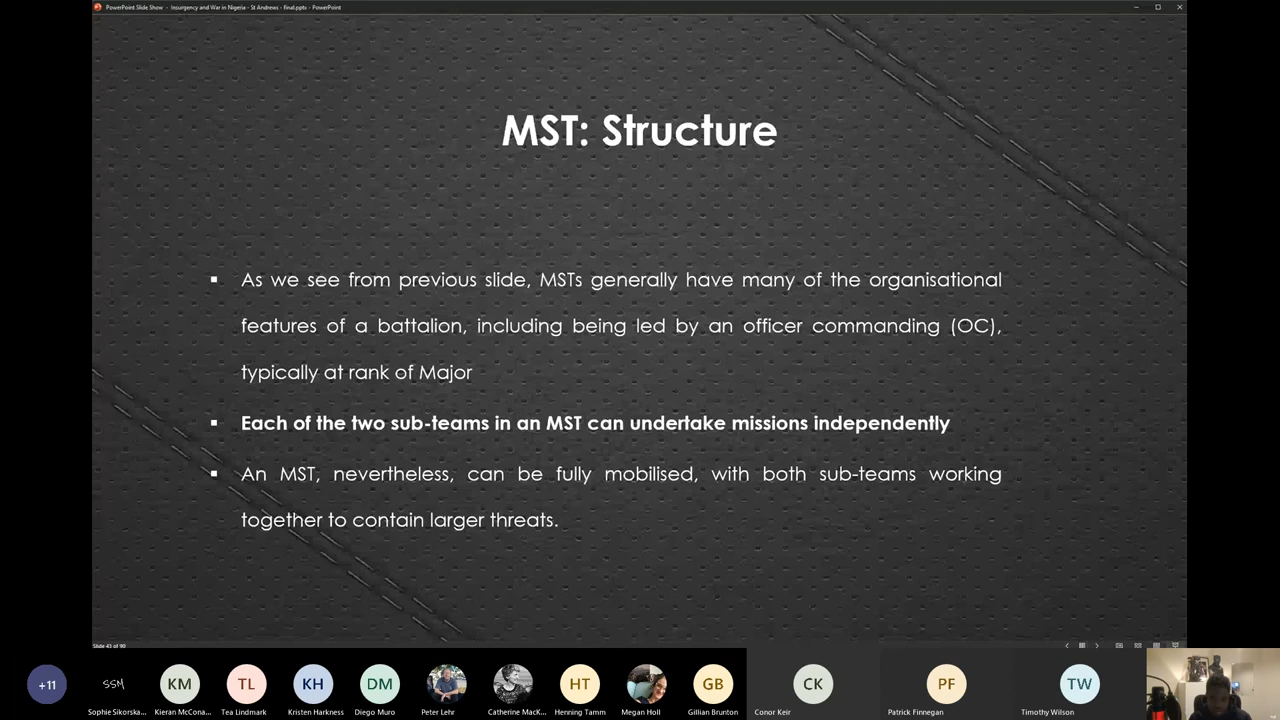 PowerPoint Slide Show - Insurgency and War in Nigeria - St Andrews - final.pptx - PowerPoint
MST: Structure
▪ As we see from previous slide, MSTs generally have many of the organisational
features of a battalion, including being led by an officer commanding (OC),
typically at rank of Major
▪ Each of the two sub-teams in an MST can undertake missions independently
▪ An MST, nevertheless, can be fully mobilised, with both sub-teams working
together to contain larger threats.
Slide 43 of 90
+11 SSM KM TL KH DM HT GB CK PF TW
Sophie Sikorska... Kieran McCona... Tea Lindmark Kristen Harkness Diego Muro Peter Lehr Catherine MacK... Henning Tamm Megan Holl Gillian Brunton Conor Keir Patrick Finnegan Timothy Wilson